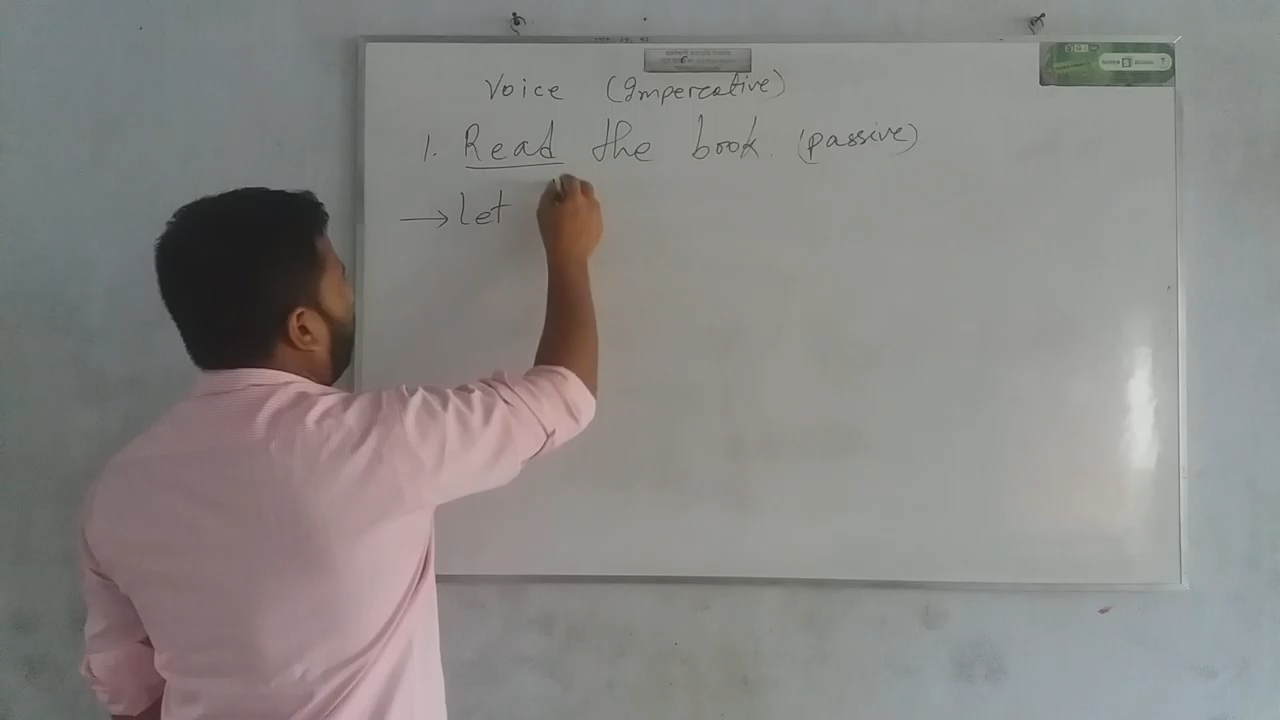 Voice (Imperative)
1. Read the book. (passive)
→ Let